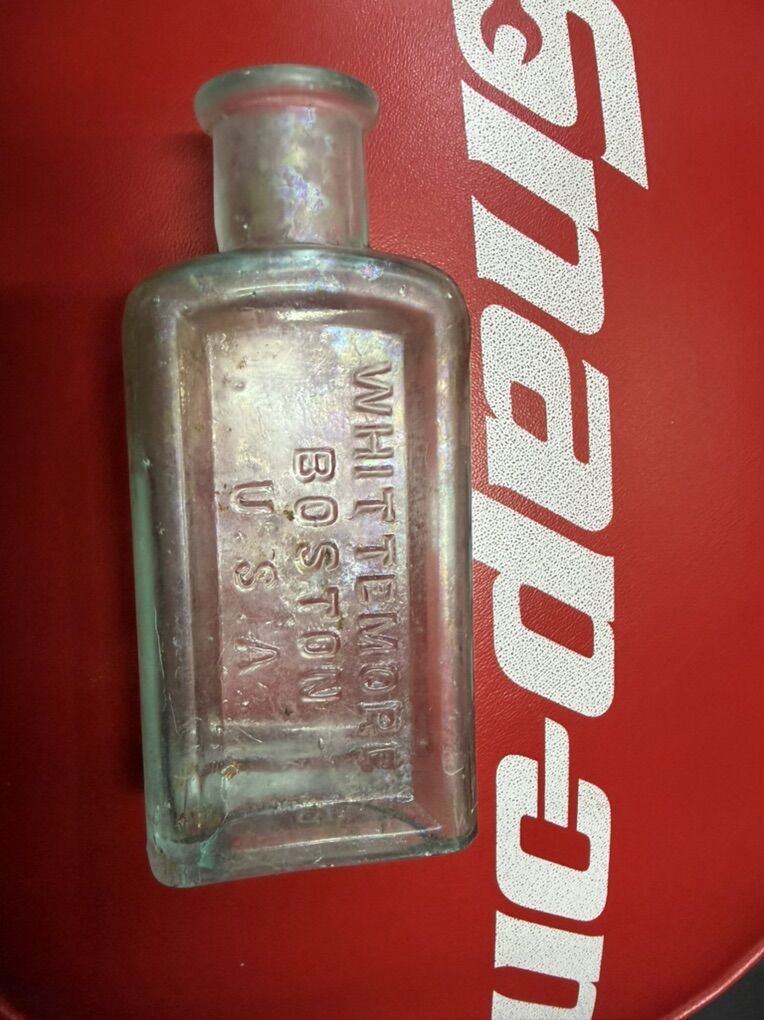 WHITTEMORE
BOSTON
U S A
Snap-on